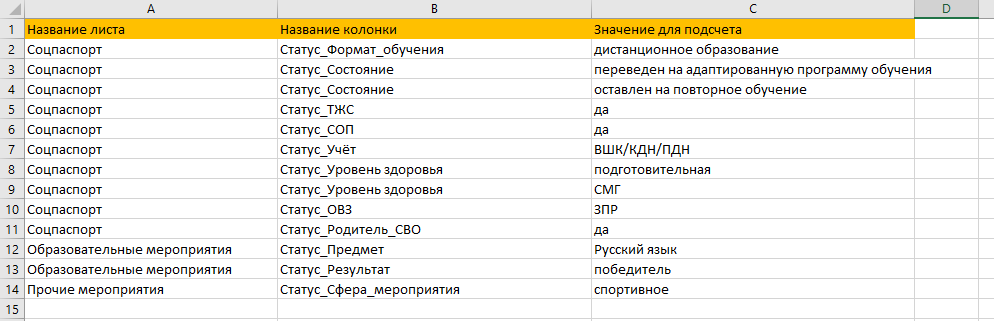 A B C D
1 Название листа Название колонки Значение для подсчета
2 Соцпаспорт Статус_Формат_обучения дистанционное образование
3 Соцпаспорт Статус_Состояние переведен на адаптированную программу обучения
4 Соцпаспорт Статус_Состояние оставлен на повторное обучение
5 Соцпаспорт Статус_ТЖС да
6 Соцпаспорт Статус_СОП да
7 Соцпаспорт Статус_Учёт ВШК/КДН/ПДН
8 Соцпаспорт Статус_Уровень здоровья подготовительная
9 Соцпаспорт Статус_Уровень здоровья СМГ
10 Соцпаспорт Статус_ОВЗ ЗПР
11 Соцпаспорт Статус_Родитель_СВО да
12 Образовательные мероприятия Статус_Предмет Русский язык
13 Образовательные мероприятия Статус_Результат победитель
14 Прочие мероприятия Статус_Сфера_мероприятия спортивное
15